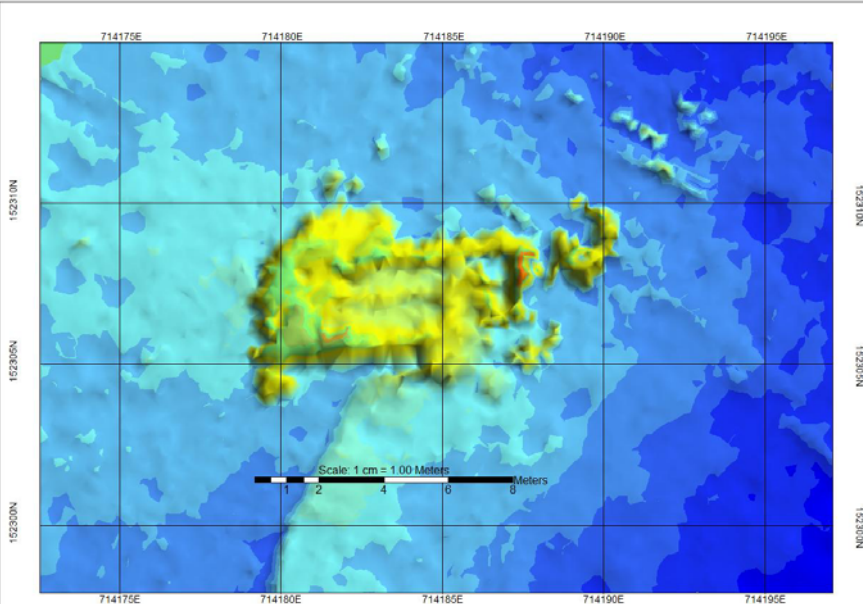 714175E 714180E 714185E 714190E 714195E
152310N 152310N
152305N 152305N
Scale: 1 cm = 1.00 Meters
Meters
1 2 4 6 8
152300N 152300N
714175E 714180E 714185E 714190E 714195E